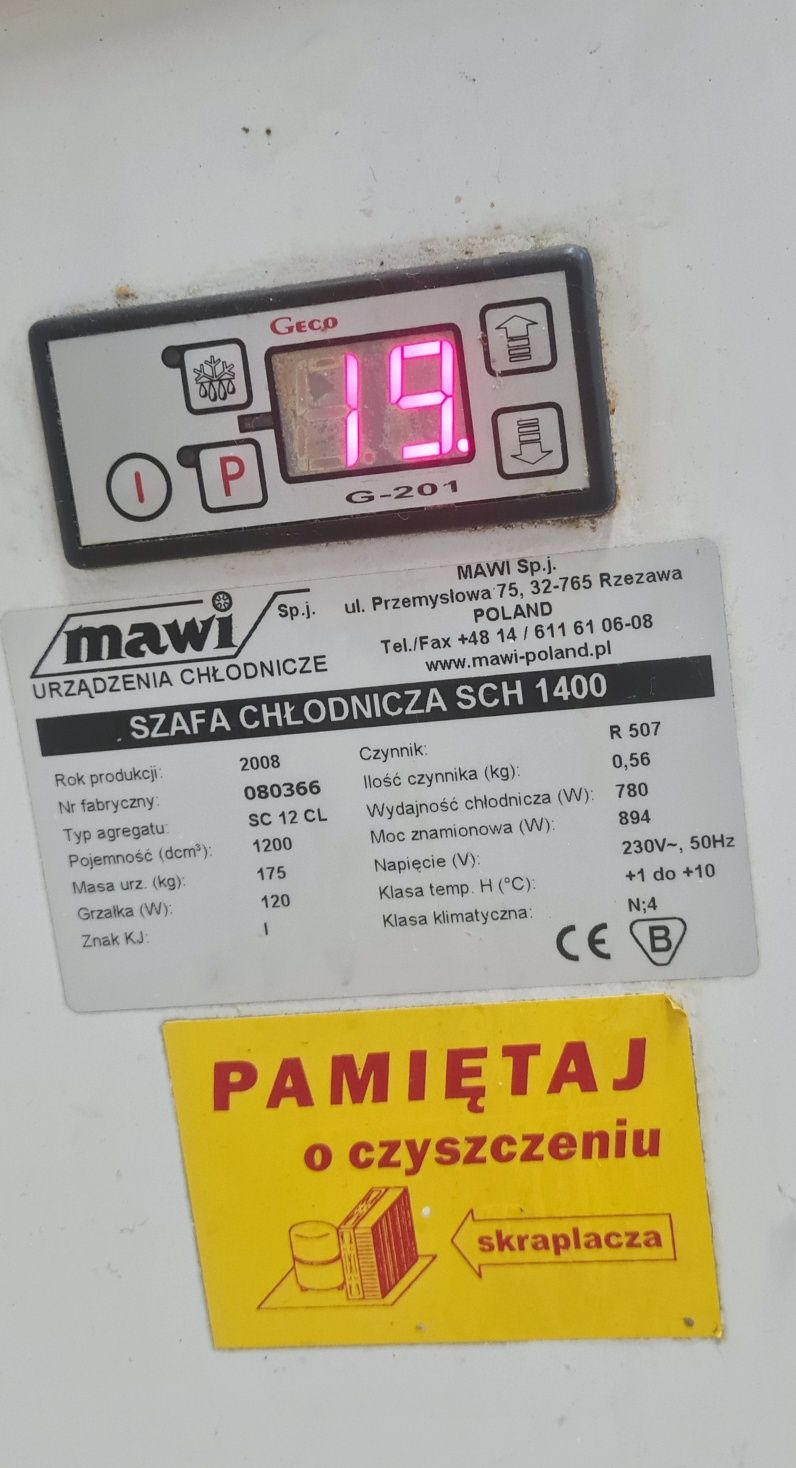 GECO
19.
I
P
G-201
mawi Sp.j.
URZĄDZENIA CHŁODNICZE
MAWI Sp.j.
ul. Przemysłowa 75, 32-765 Rzezawa
POLAND
Tel./Fax +48 14 / 611 61 06-08
www.mawi-poland.pl
SZAFA CHŁODNICZA SCH 1400
Rok produkcji: 2008
Nr fabryczny: 080366
Typ agregatu: SC 12 CL
Pojemność (dcm³): 1200
Masa urz. (kg): 175
Grzałka (W): 120
Znak KJ: I
Czynnik: R 507
Ilość czynnika (kg): 0,56
Wydajność chłodnicza (W): 780
Moc znamionowa (W): 894
Napięcie (V): 230V~, 50Hz
Klasa temp. H (°C): +1 do +10
Klasa klimatyczna: N;4
CE B
PAMIĘTAJ
o czyszczeniu
skraplacza